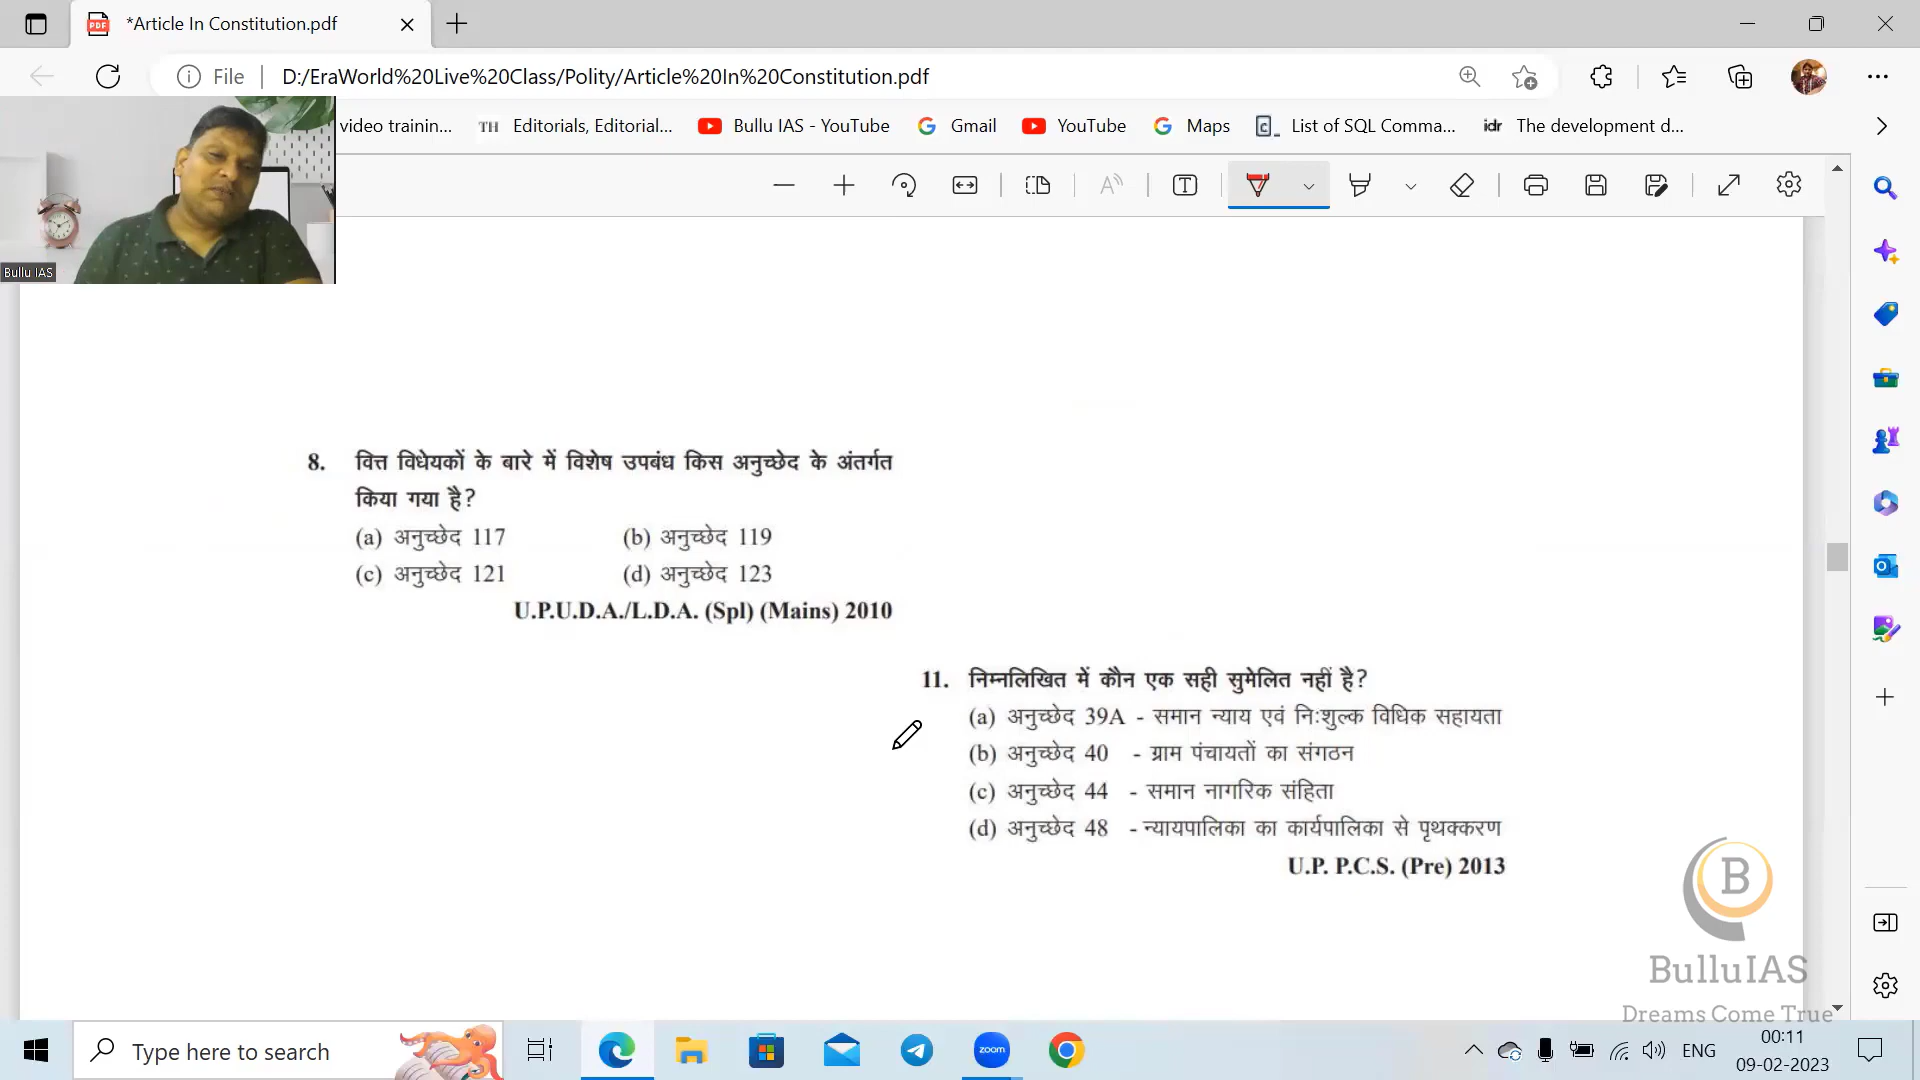 *Article In Constitution.pdf
File
D:/EraWorld%20Live%20Class/Polity/Article%20In%20Constitution.pdf
video trainin...
TH Editorials, Editorial...
Bullu IAS - YouTube
Gmail
YouTube
Maps
List of SQL Comma...
idr The development d...
Bullu IAS
8. वित्त विधेयकों के बारे में विशेष उपबंध किस अनुच्छेद के अंतर्गत
किया गया है?
(a) अनुच्छेद 117 (b) अनुच्छेद 119
(c) अनुच्छेद 121 (d) अनुच्छेद 123
U.P.U.D.A./L.D.A. (Spl) (Mains) 2010
11. निम्नलिखित में कौन एक सही सुमेलित नहीं है?
(a) अनुच्छेद 39A - समान न्याय एवं निःशुल्क विधिक सहायता
(b) अनुच्छेद 40 - ग्राम पंचायतों का संगठन
(c) अनुच्छेद 44 - समान नागरिक संहिता
(d) अनुच्छेद 48 - न्यायपालिका का कार्यपालिका से पृथक्करण
U.P. P.C.S. (Pre) 2013
B
BulluIAS
Dreams Come True
Type here to search
zoom
ENG
00:11
09-02-2023